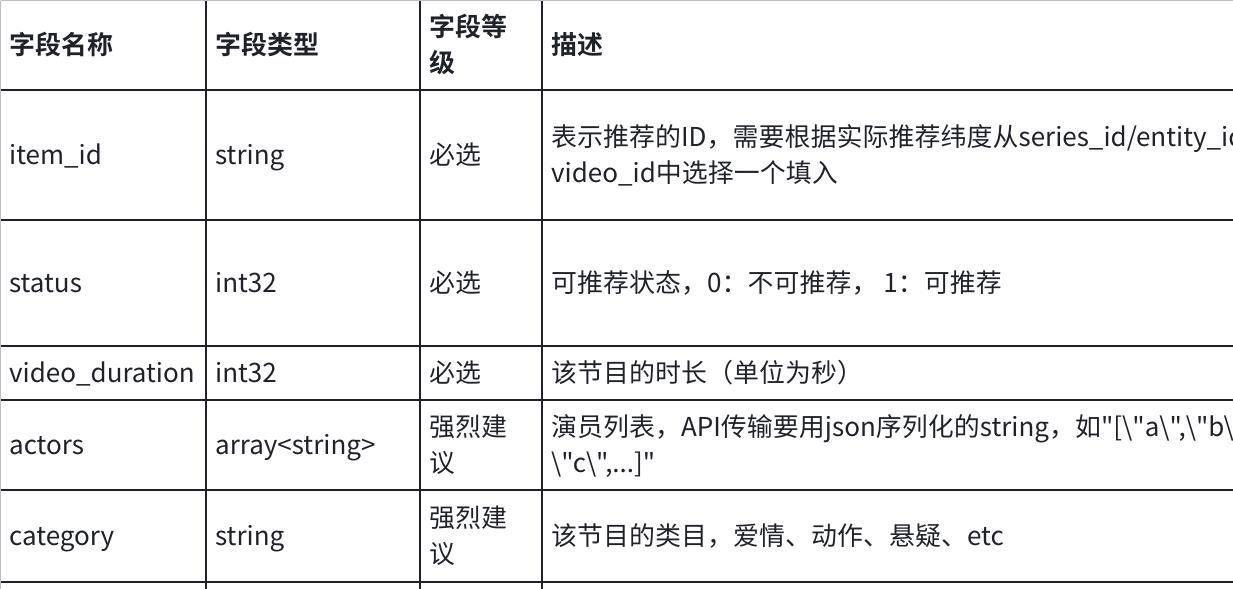 字段名称 字段类型 字段等级 描述
item_id string 必选 表示推荐的ID，需要根据实际推荐纬度从series_id/entity_id
video_id中选择一个填入
status int32 必选 可推荐状态，0：不可推荐， 1：可推荐
video_duration int32 必选 该节目的时长（单位为秒）
actors array<string> 强烈建议 演员列表，API传输要用json序列化的string，如"[\"a\",\"b\
\"c\",...]"
category string 强烈建议 该节目的类目，爱情、动作、悬疑、etc